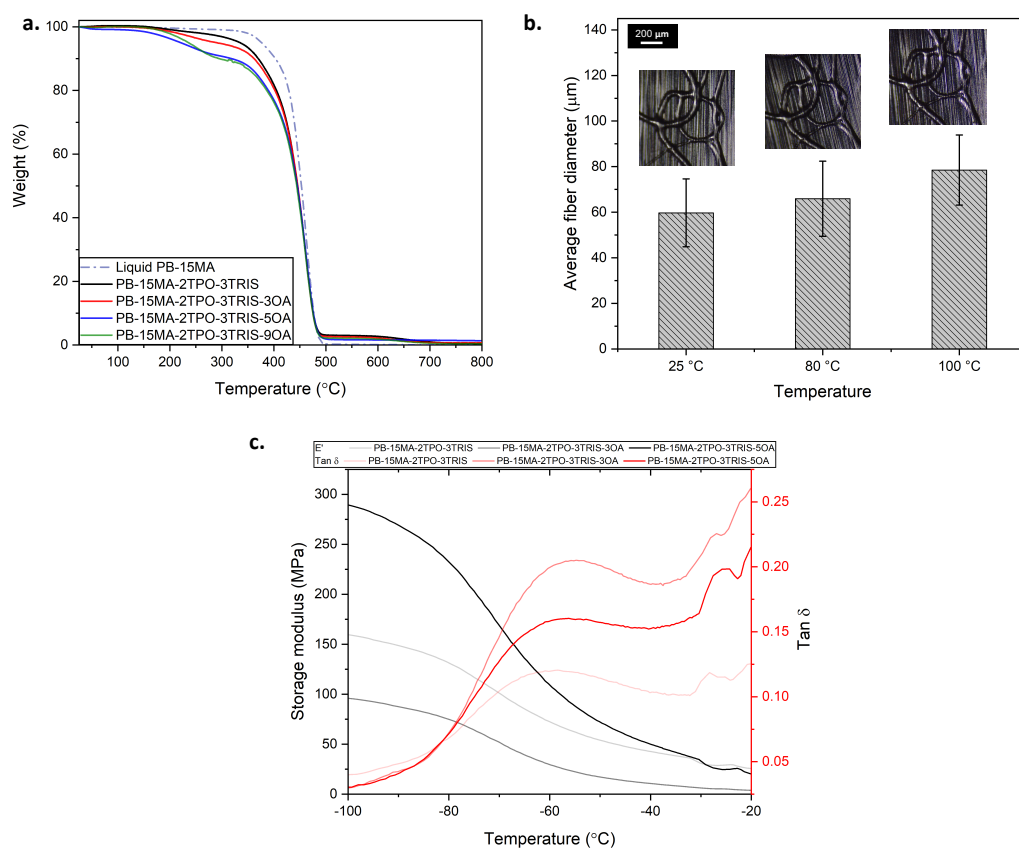 a.
100
80
60
40
20
0
Weight (%)
Liquid PB-15MA
PB-15MA-2TPO-3TRIS
PB-15MA-2TPO-3TRIS-3OA
PB-15MA-2TPO-3TRIS-5OA
PB-15MA-2TPO-3TRIS-9OA
100 200 300 400 500 600 700 800
Temperature (°C)
b.
200 μm
140
120
100
80
60
40
20
0
Average fiber diameter (μm)
25 °C 80 °C 100 °C
Temperature
c.
E' PB-15MA-2TPO-3TRIS PB-15MA-2TPO-3TRIS-3OA PB-15MA-2TPO-3TRIS-5OA
Tan δ PB-15MA-2TPO-3TRIS PB-15MA-2TPO-3TRIS-3OA PB-15MA-2TPO-3TRIS-5OA
300
250
200
150
100
50
0
Storage modulus (MPa)
0.25
0.20
0.15
0.10
0.05
Tan δ
-100 -80 -60 -40 -20
Temperature (°C)